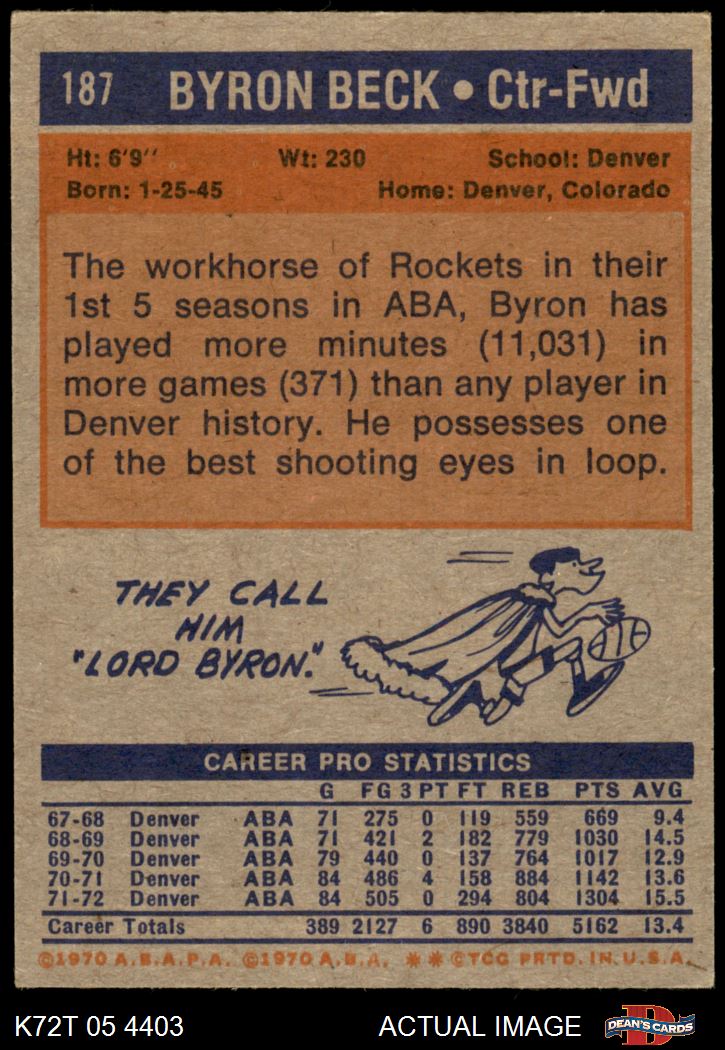 187 BYRON BECK • Ctr-Fwd
Ht: 6'9'' Wt: 230 School: Denver
Born: 1-25-45 Home: Denver, Colorado
The workhorse of Rockets in their
1st 5 seasons in ABA, Byron has
played more minutes (11,031) in
more games (371) than any player in
Denver history. He possesses one
of the best shooting eyes in loop.
THEY CALL
HIM
"LORD BYRON."
CAREER PRO STATISTICS
G FG 3 PT FT REB PTS AVG
67-68 Denver ABA 71 275 0 119 559 669 9.4
68-69 Denver ABA 71 421 2 182 779 1030 14.5
69-70 Denver ABA 79 440 0 137 764 1017 12.9
70-71 Denver ABA 84 486 4 158 884 1142 13.6
71-72 Denver ABA 84 505 0 294 804 1304 15.5
Career Totals 389 2127 6 890 3840 5162 13.4
©1970 A.B.A.P.A. ©1970 A.B.A. ** ©TCG PRTD. IN U.S.A.
K72T 05 4403 ACTUAL IMAGE DEAN'S CARDS